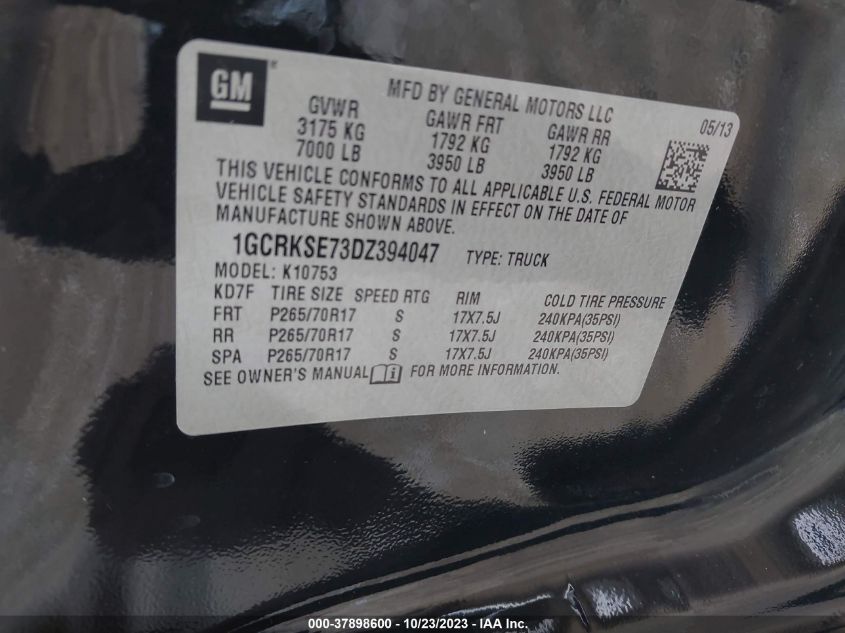 GM ®
MFD BY GENERAL MOTORS LLC
05/13
GVWR GAWR FRT GAWR RR
3175 KG 1792 KG 1792 KG
7000 LB 3950 LB 3950 LB
THIS VEHICLE CONFORMS TO ALL APPLICABLE U.S. FEDERAL MOTOR
VEHICLE SAFETY STANDARDS IN EFFECT ON THE DATE OF
MANUFACTURE SHOWN ABOVE.
1GCRKSE73DZ394047 TYPE: TRUCK
MODEL: K10753
KD7F TIRE SIZE SPEED RTG RIM COLD TIRE PRESSURE
FRT P265/70R17 S 17X7.5J 240KPA(35PSI)
RR P265/70R17 S 17X7.5J 240KPA(35PSI)
SPA P265/70R17 S 17X7.5J 240KPA(35PSI)
SEE OWNER'S MANUAL i FOR MORE INFORMATION.
000-37898600 - 10/23/2023 - IAA Inc.